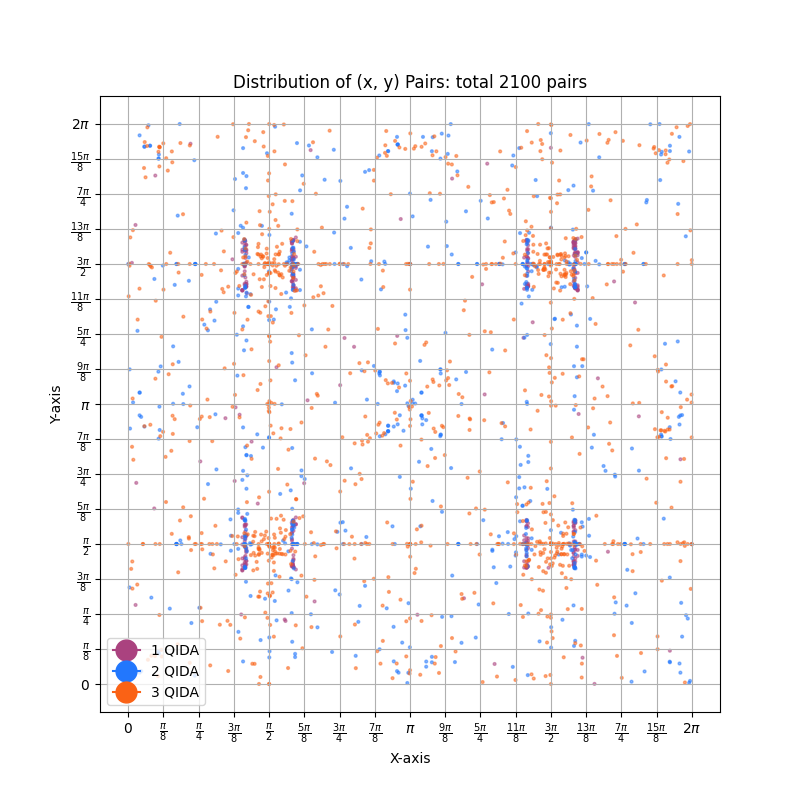 Distribution of (x, y) Pairs: total 2100 pairs
Y-axis
2π
15π/8
7π/4
13π/8
3π/2
11π/8
5π/4
9π/8
π
7π/8
3π/4
5π/8
π/2
3π/8
π/4
π/8
0
1 QIDA
2 QIDA
3 QIDA
0 π/8 π/4 3π/8 π/2 5π/8 3π/4 7π/8 π 9π/8 5π/4 11π/8 3π/2 13π/8 7π/4 15π/8 2π
X-axis